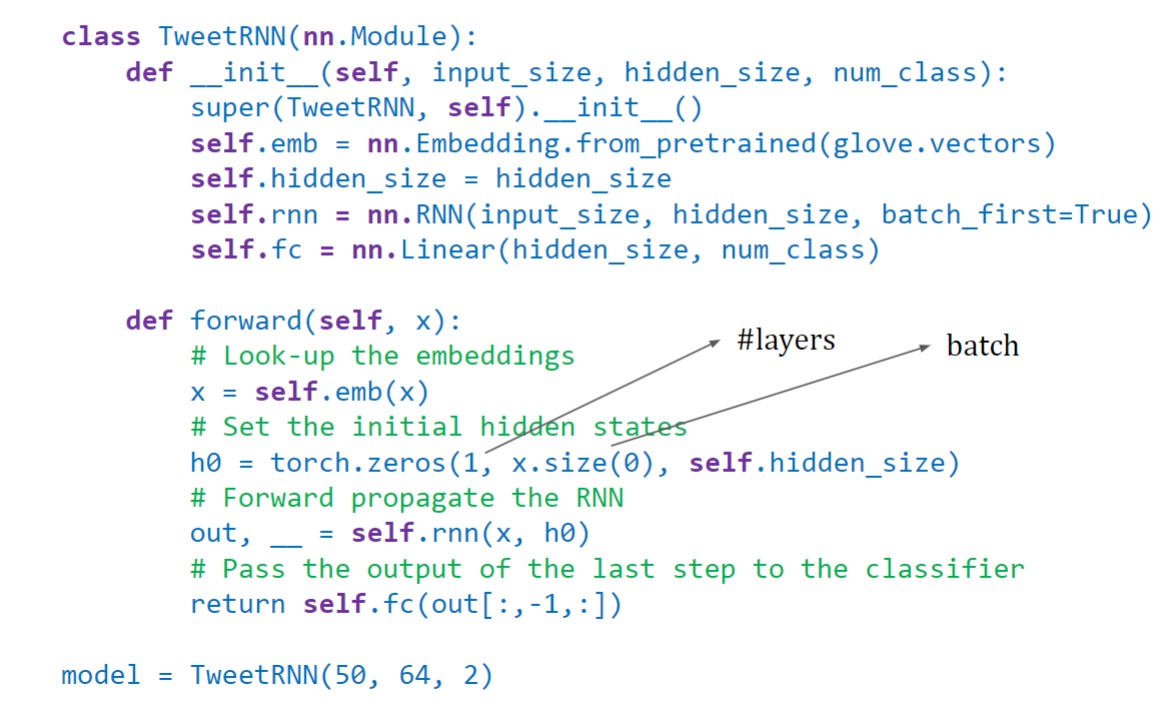 class TweetRNN(nn.Module):
    def __init__(self, input_size, hidden_size, num_class):
        super(TweetRNN, self).__init__()
        self.emb = nn.Embedding.from_pretrained(glove.vectors)
        self.hidden_size = hidden_size
        self.rnn = nn.RNN(input_size, hidden_size, batch_first=True)
        self.fc = nn.Linear(hidden_size, num_class)

    def forward(self, x):
#layers
batch
        # Look-up the embeddings
        x = self.emb(x)
        # Set the initial hidden states
        h0 = torch.zeros(1, x.size(0), self.hidden_size)
        # Forward propagate the RNN
        out, __ = self.rnn(x, h0)
        # Pass the output of the last step to the classifier
        return self.fc(out[:,-1,:])

model = TweetRNN(50, 64, 2)